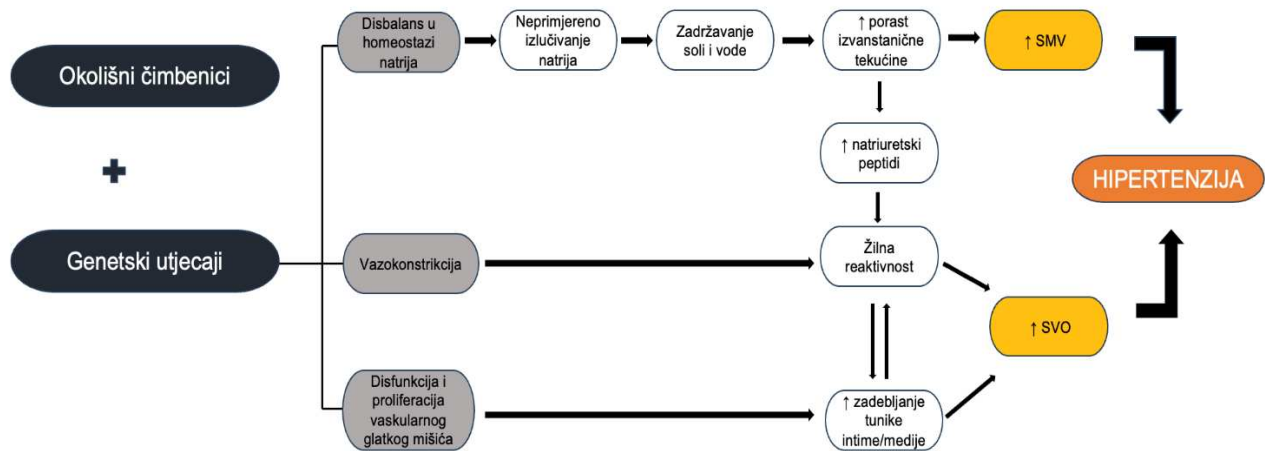 Okolišni čimbenici
+
Genetski utjecaji
Disbalans u
homeostazi
natrija
Neprimjereno
izlučivanje
natrija
Zadržavanje
soli i vode
↑ porast
izvanstanične
tekućine
↑ SMV
↑ natriuretski
peptidi
HIPERTENZIJA
Vazokonstrikcija
Žilna
reaktivnost
↑ SVO
Disfunkcija i
proliferacija
vaskularnog
glatkog mišića
↑ zadebljanje
tunike
intime/medije